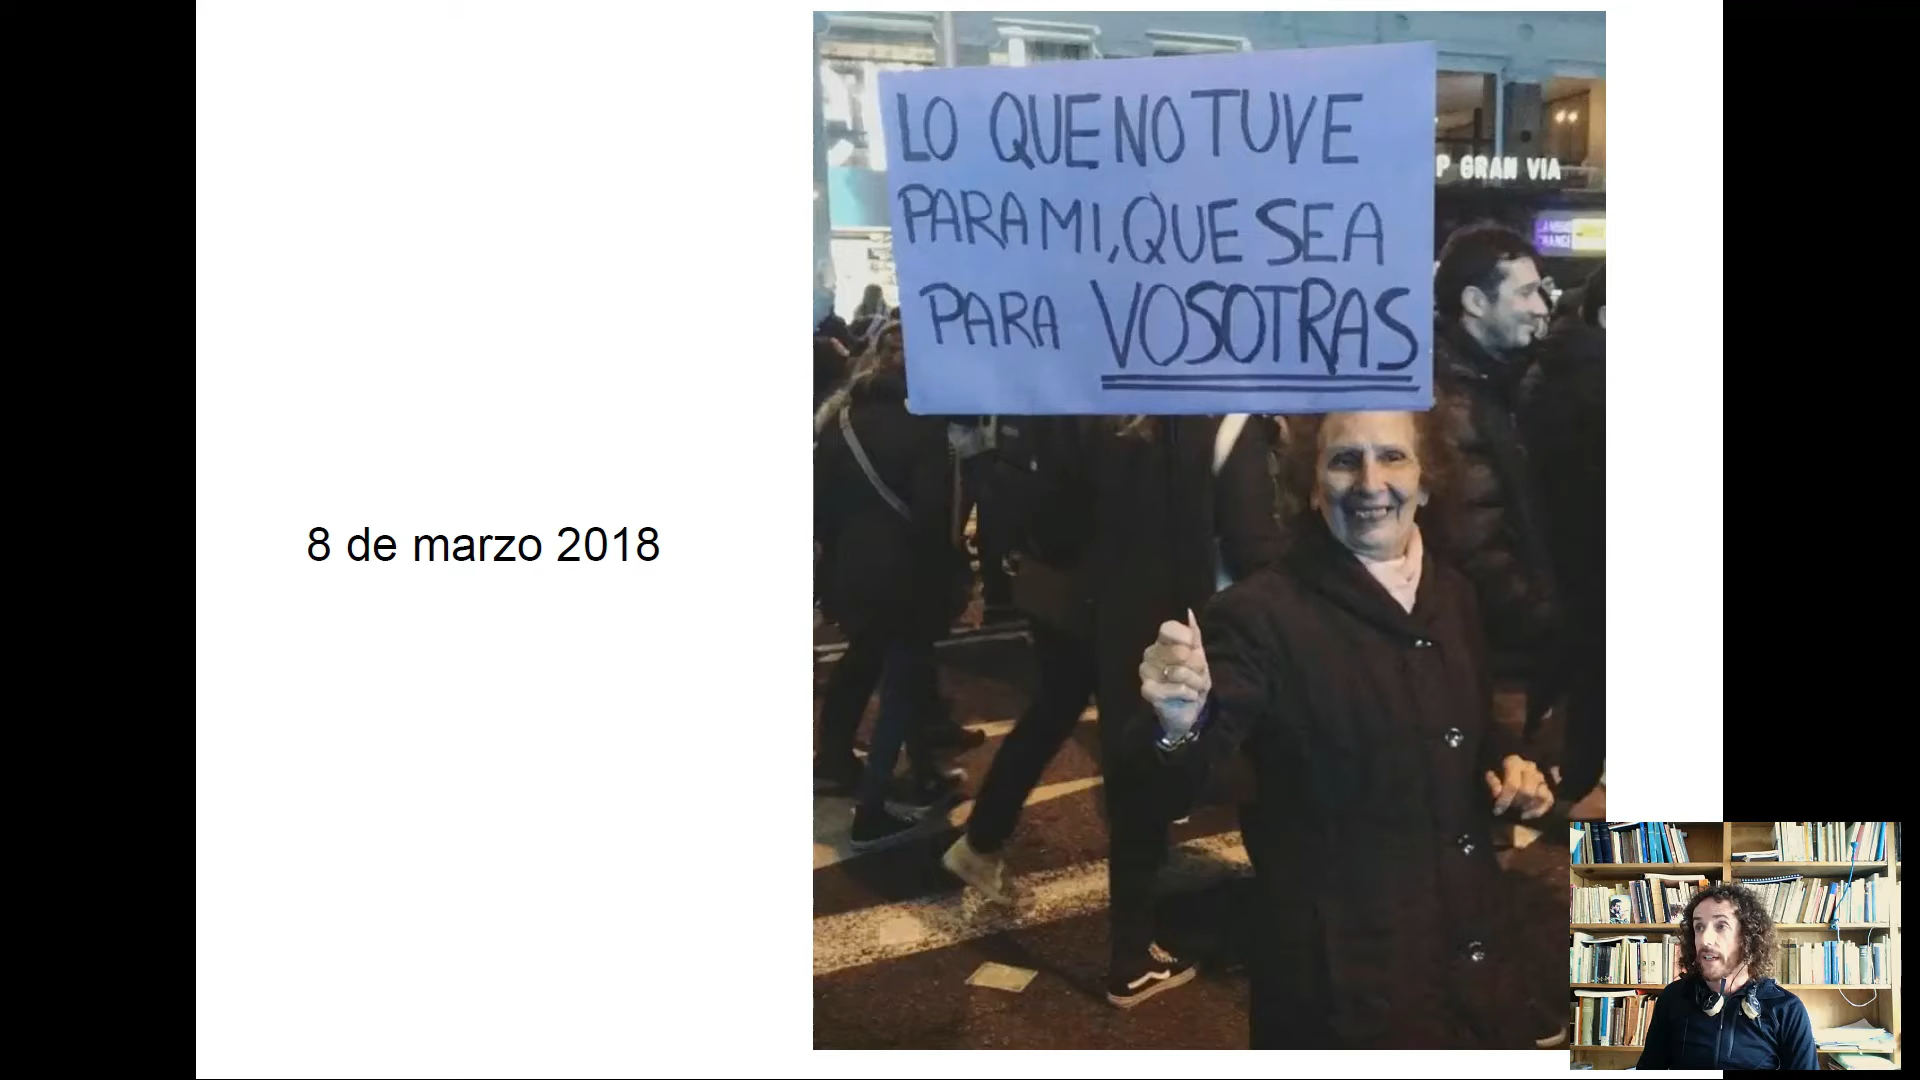 8 de marzo 2018
LO QUE NO TUVE
PARA MI, QUE SEA
PARA VOSOTRAS
P GRAN VIA